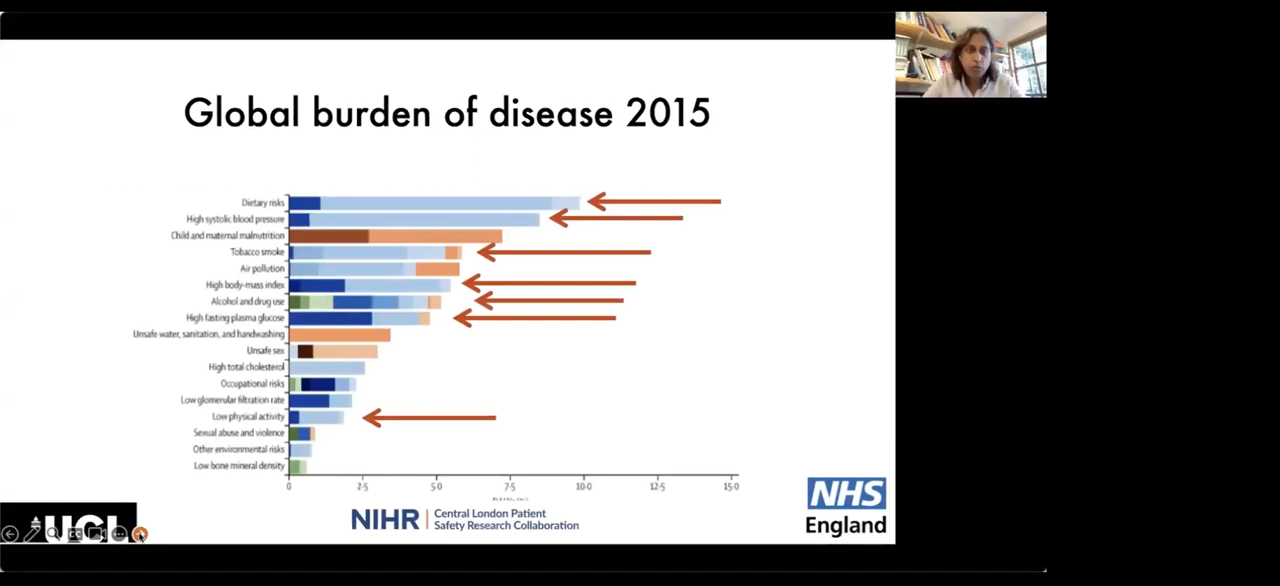 Global burden of disease 2015
Dietary risks
High systolic blood pressure
Child and maternal malnutrition
Tobacco smoke
Air pollution
High body-mass index
Alcohol and drug use
High fasting plasma glucose
Unsafe water, sanitation, and handwashing
Unsafe sex
High total cholesterol
Occupational risks
Low glomerular filtration rate
Low physical activity
Sexual abuse and violence
Other environmental risks
Low bone mineral density
0 2·5 5·0 7·5 10·0 12·5 15·0
UCL
NIHR
Central London Patient
Safety Research Collaboration
NHS
England